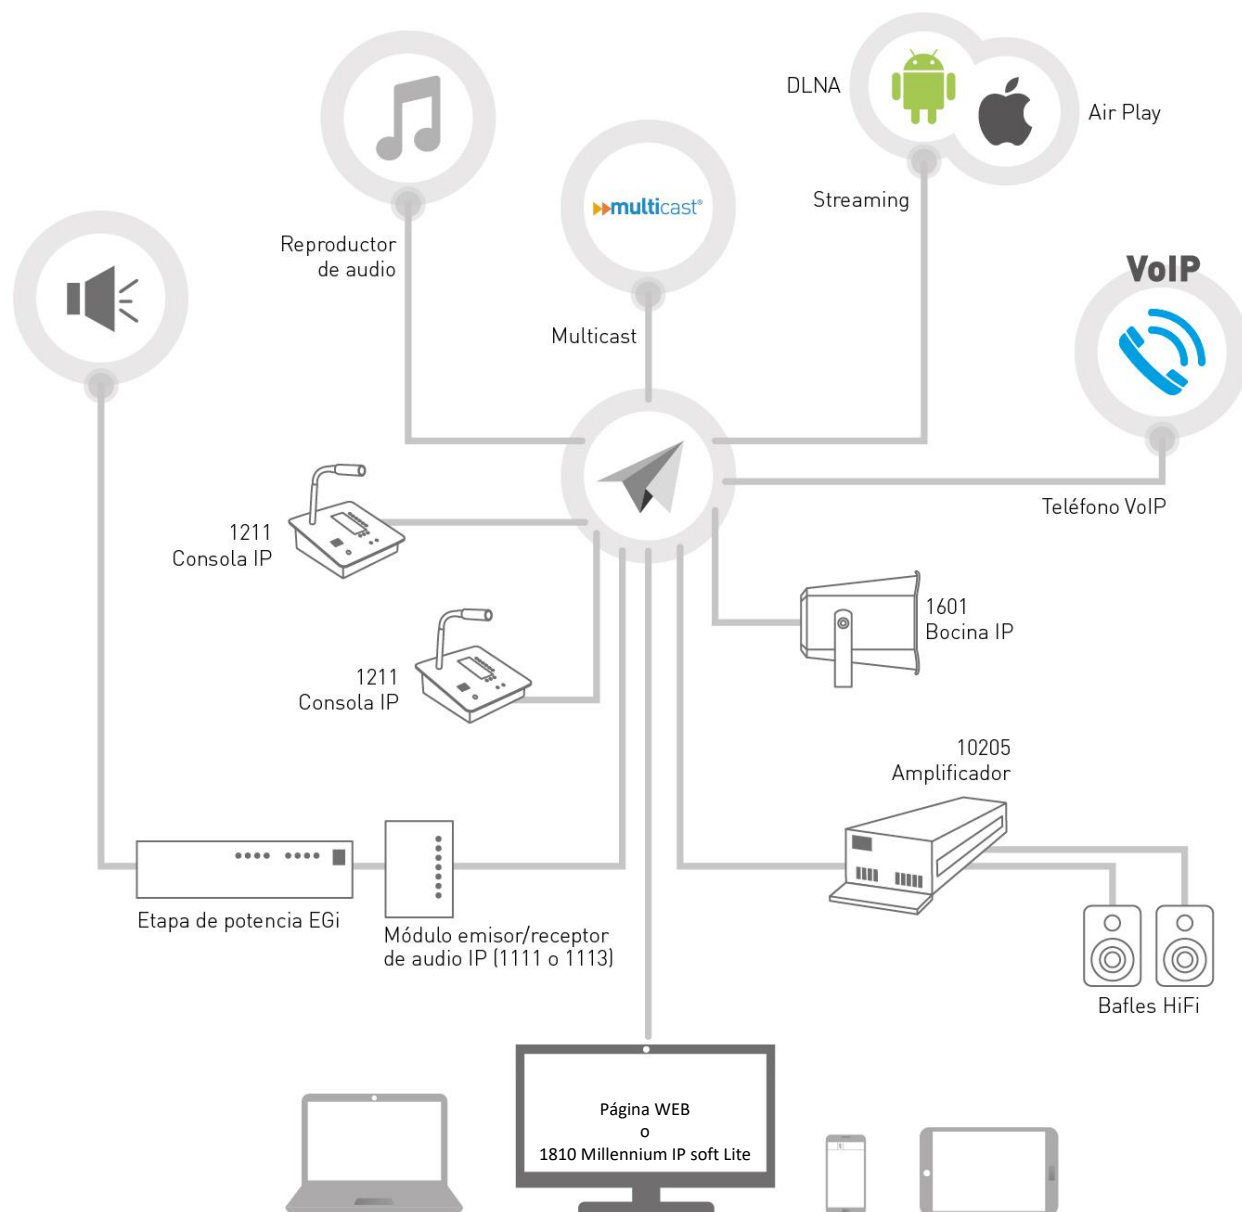 DLNA
Air Play
Streaming
multicast®
Reproductor
de audio
VoIP
Multicast
Teléfono VoIP
1211
Consola IP
1601
Bocina IP
1211
Consola IP
10205
Amplificador
Etapa de potencia EGi
Módulo emisor/receptor
de audio IP (1111 o 1113)
Bafles HiFi
Página WEB
o
1810 Millennium IP soft Lite